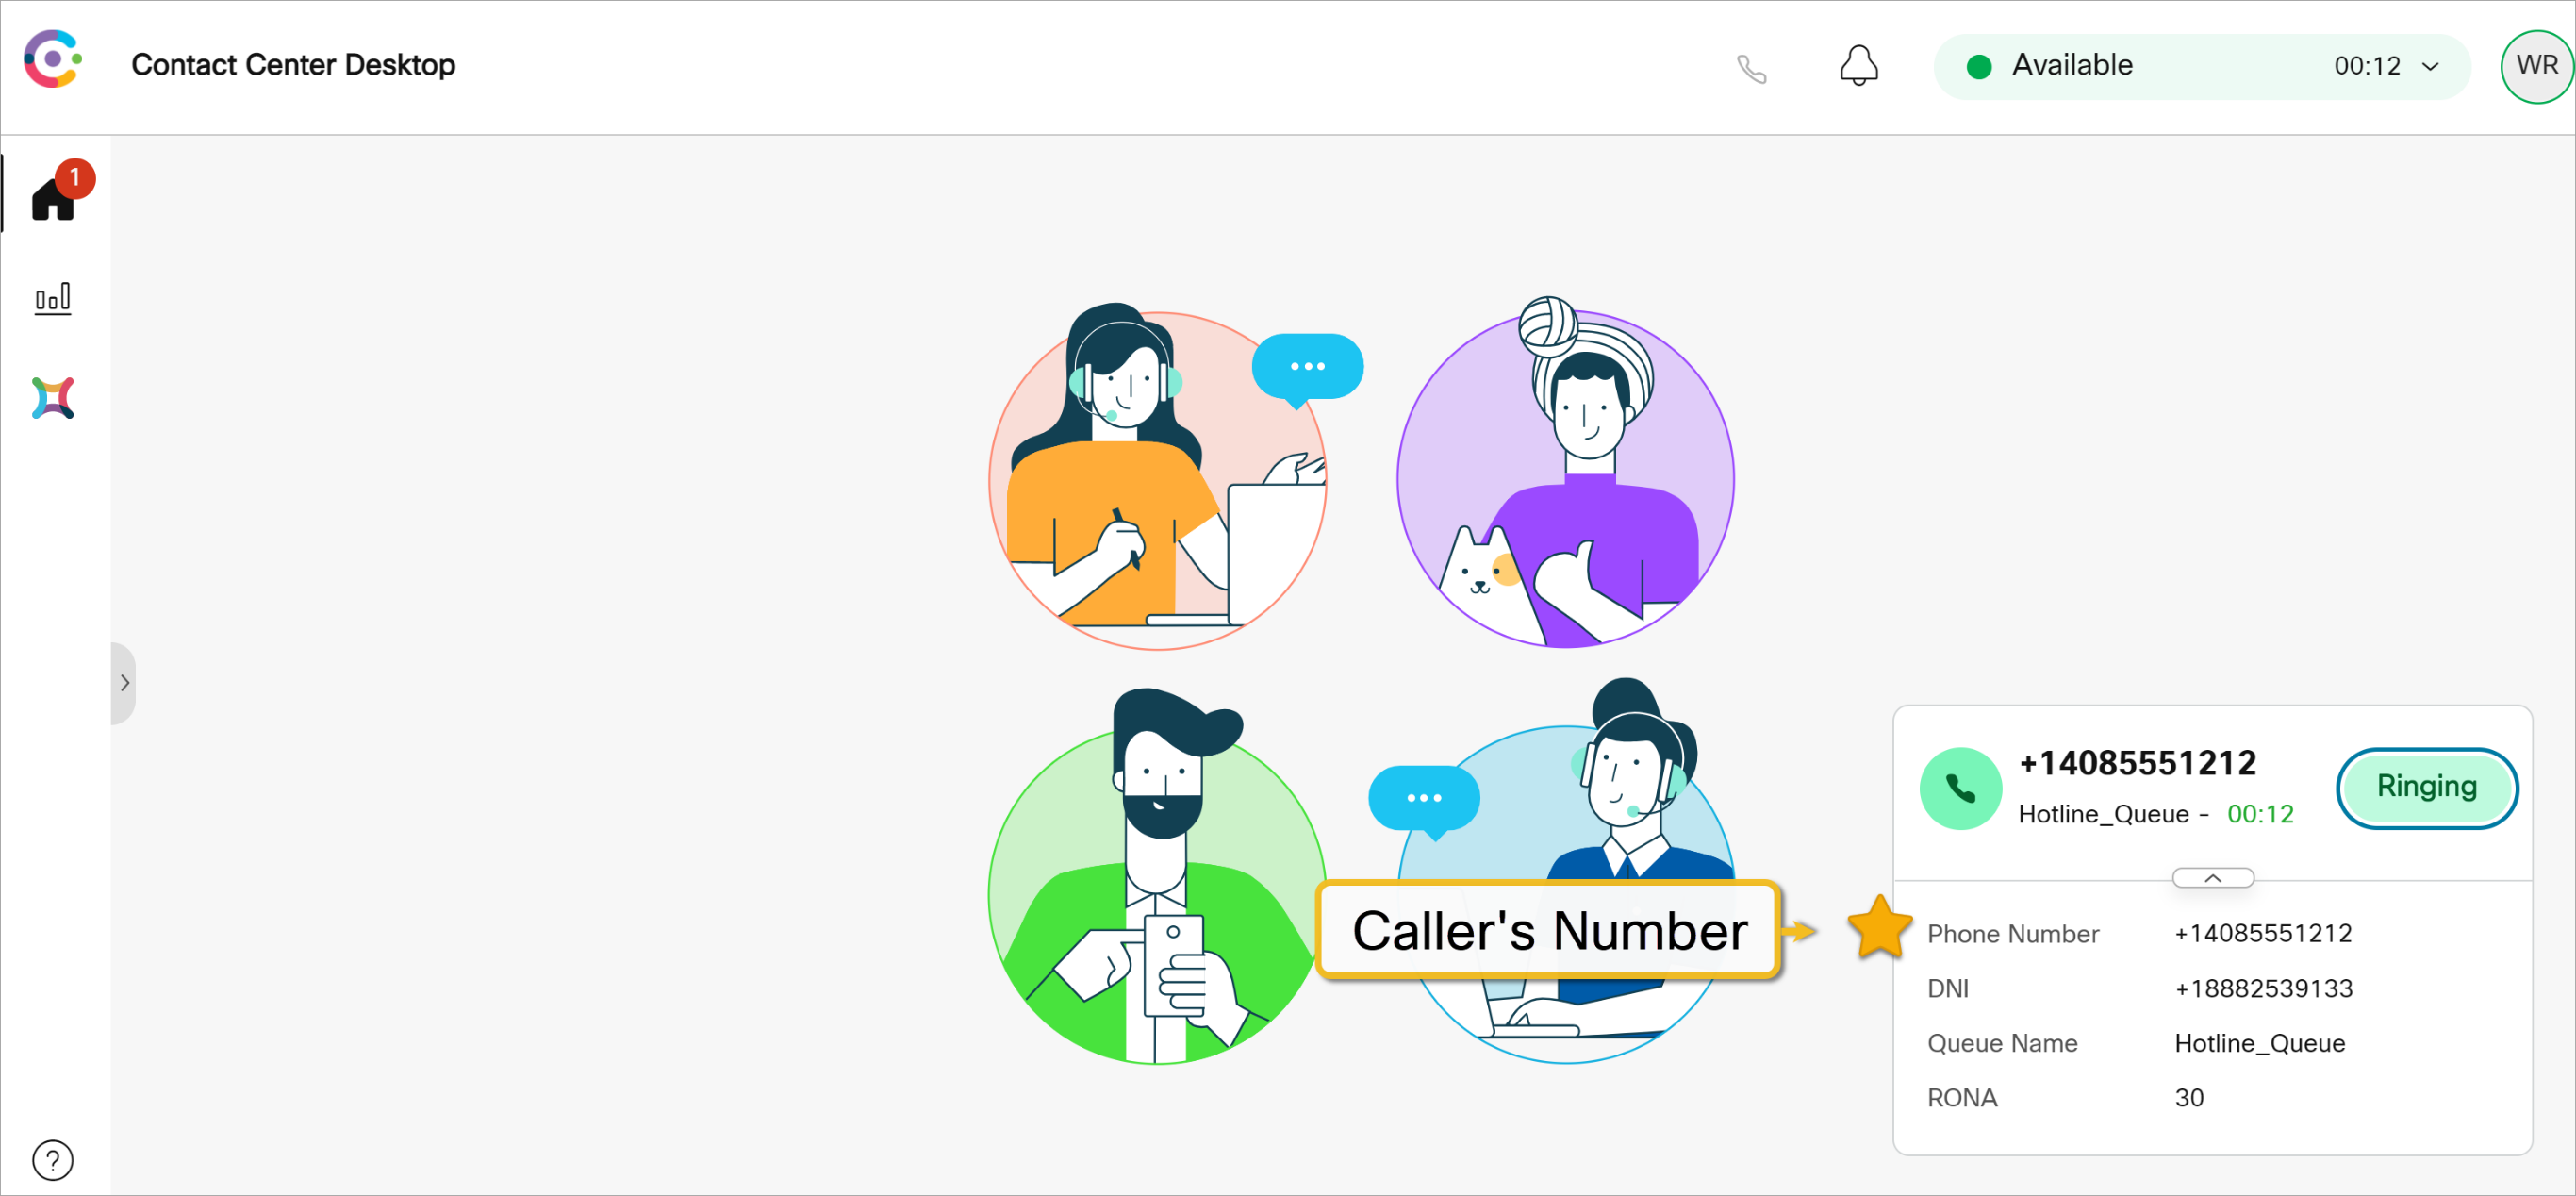 Contact Center Desktop
Available 00:12
WR
1
+14085551212
Hotline_Queue - 00:12
Ringing
Caller's Number
Phone Number +14085551212
DNI +18882539133
Queue Name Hotline_Queue
RONA 30
?